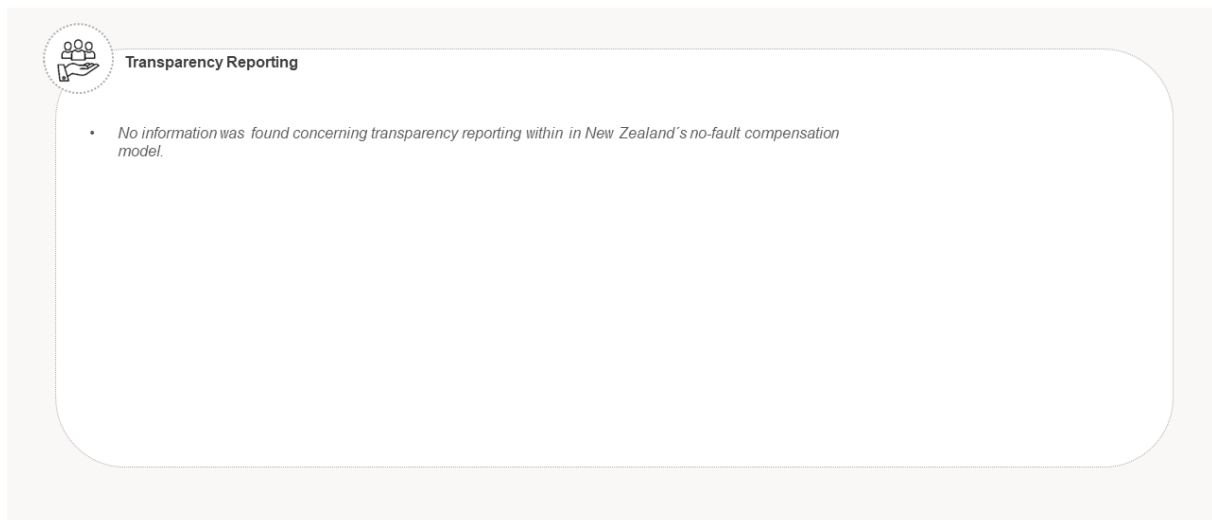 Transparency Reporting
• No information was found concerning transparency reporting within in New Zealand´s no-fault compensation
model.